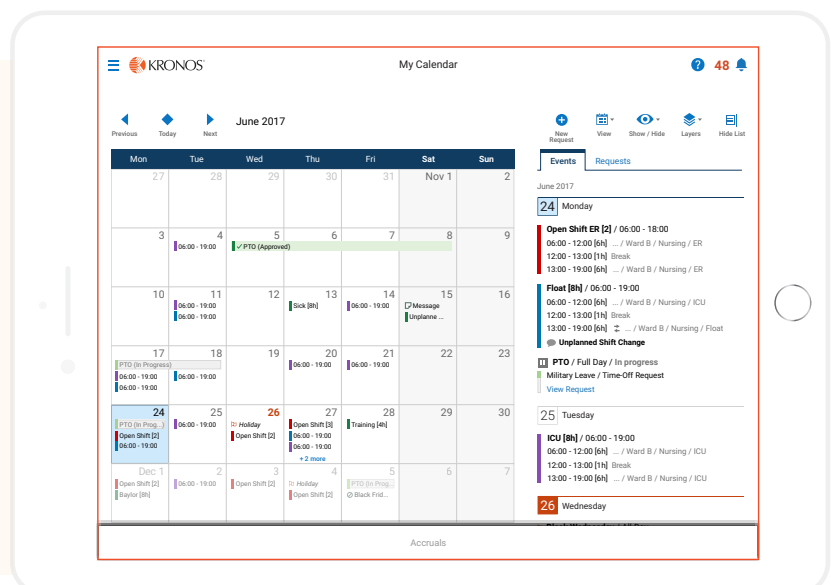 KRONOS
My Calendar
? 48
Previous Today Next June 2017
New Request View Show / Hide Layers Hide List
Mon Tue Wed Thu Fri Sat Sun
27 28 29 30 31 Nov 1 2
3 4 5 6 7 8 9
06:00 - 19:00 PTO (Approved)
10 11 12 13 14 15 16
06:00 - 19:00 Sick [8h] 06:00 - 19:00 Message
06:00 - 19:00 Unplanne ...
17 18 19 20 21 22 23
PTO (In Progress) 06:00 - 19:00 06:00 - 19:00
06:00 - 19:00 06:00 - 19:00
06:00 - 19:00
24 25 26 27 28 29 30
PTO (In Prog...) 06:00 - 19:00 Holiday Open Shift [3] Training [4h]
Open Shift [2] Open Shift [2] 06:00 - 19:00
06:00 - 19:00 06:00 - 19:00
+ 2 more
Dec 1 2 3 4 5 6 7
Open Shift [2] 06:00 - 19:00 Open Shift [2] Holiday PTO (In Prog...
Baylor [8h] Open Shift [2] Black Frid...
Events Requests
June 2017
24 Monday
Open Shift ER [2] / 06:00 - 18:00
06:00 - 12:00 [6h] ... / Ward B / Nursing / ER
12:00 - 13:00 [1h] Break
13:00 - 19:00 [6h] ... / Ward B / Nursing / ER
Float [8h] / 06:00 - 19:00
06:00 - 12:00 [6h] ... / Ward B / Nursing / ICU
12:00 - 13:00 [1h] Break
13:00 - 19:00 [6h] ... / Ward B / Nursing / Float
Unplanned Shift Change
PTO / Full Day / In progress
Military Leave / Time-Off Request
View Request
25 Tuesday
ICU [8h] / 06:00 - 19:00
06:00 - 12:00 [6h] ... / Ward B / Nursing / ICU
12:00 - 13:00 [1h] Break
13:00 - 19:00 [6h] ... / Ward B / Nursing / ICU
26 Wednesday
Accruals